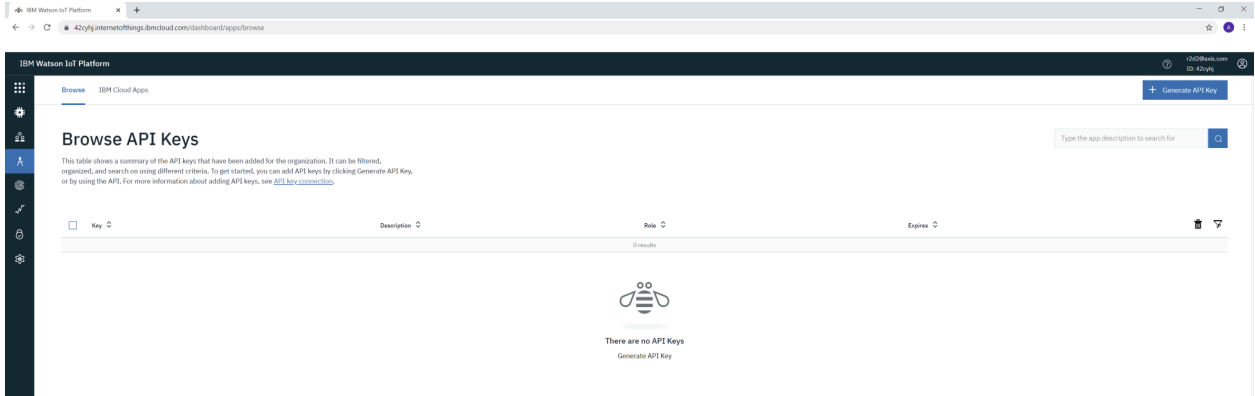 IBM Watson IoT Platform
42cyhj.internetofthings.ibmcloud.com/dashboard/apps/browse
A
IBM Watson IoT Platform
r2d2@axis.com
ID: 42cyhj
Browse IBM Cloud Apps
+ Generate API Key
Browse API Keys
Type the app description to search for
This table shows a summary of the API keys that have been added for the organization. It can be filtered,
organized, and search on using different criteria. To get started, you can add API keys by clicking Generate API Key,
or by using the API. For more information about adding API keys, see API key connection.
Key Description Role Expires
0 results
There are no API Keys
Generate API Key